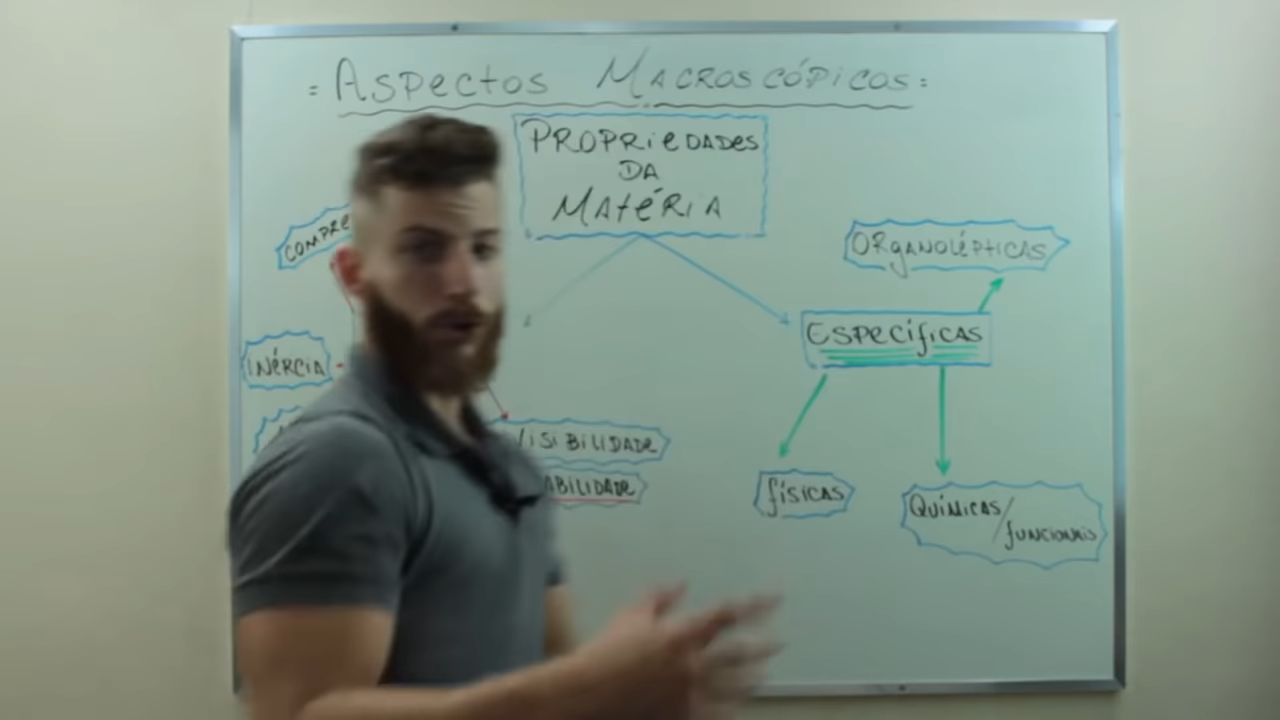 = Aspectos Macroscópicos =
Propriedades
da
Matéria
Organolépticas
Específicas
Inércia
Físicas
Químicas/
funcionais